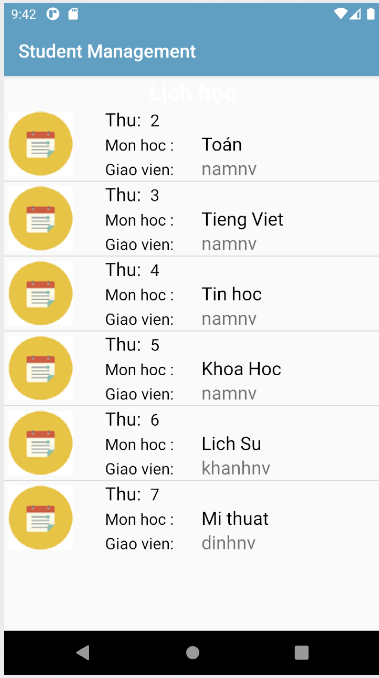 9:42
Student Management
Lich hoc
Thu: 2
Mon hoc : Toán
Giao vien: namnv
Thu: 3
Mon hoc : Tieng Viet
Giao vien: namnv
Thu: 4
Mon hoc : Tin hoc
Giao vien: namnv
Thu: 5
Mon hoc : Khoa Hoc
Giao vien: namnv
Thu: 6
Mon hoc : Lich Su
Giao vien: khanhnv
Thu: 7
Mon hoc : Mi thuat
Giao vien: dinhnv